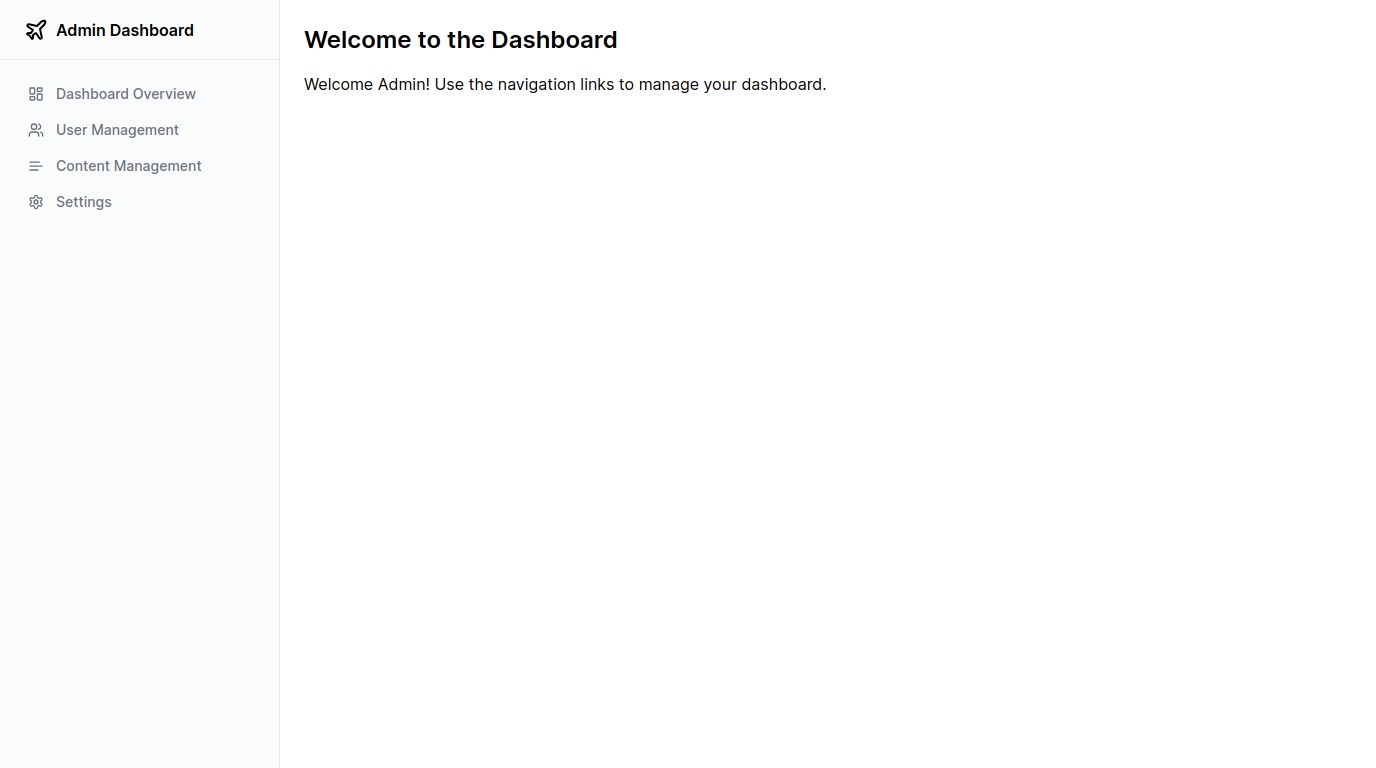 Admin Dashboard
Dashboard Overview
User Management
Content Management
Settings
Welcome to the Dashboard
Welcome Admin! Use the navigation links to manage your dashboard.